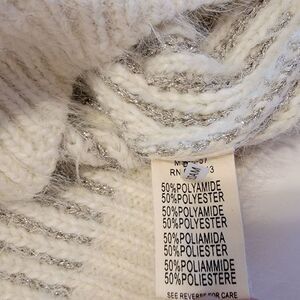 RN
50%POLYAMIDE
50%POLYESTER
50%POLYAMIDE
50%POLYESTER
50%POLIAMIDA
50%POLIESTER
50%POLIAMMIDE
50%POLIESTERE
SEE REVERSE FOR CARE